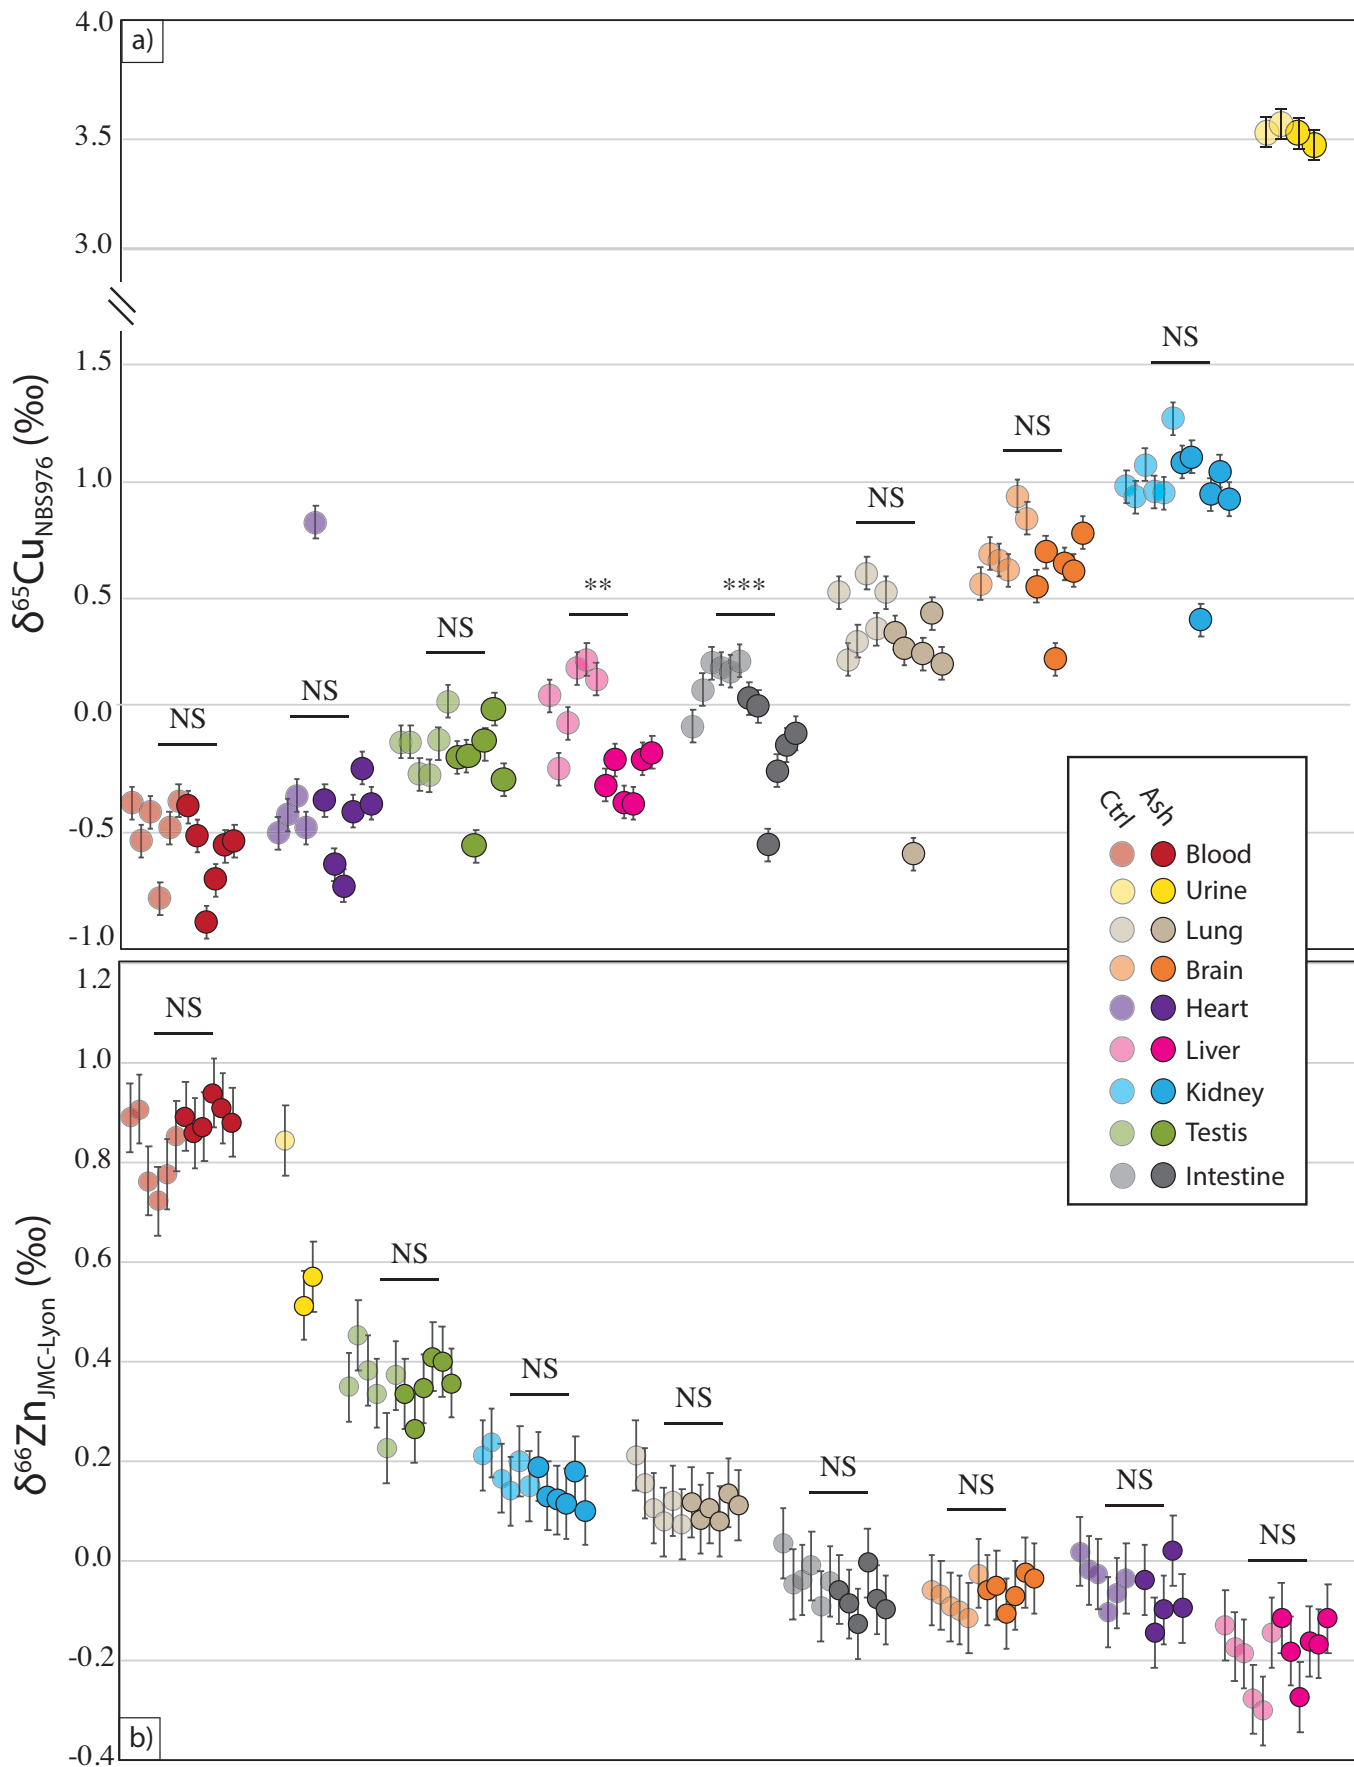 4.0
a)
3.5
3.0
1.5
NS
NS
1.0
NS
0.5
**
***
NS
0.0
NS
NS
-0.5
-1.0
δ65CuNBS976 (‰)
Ctrl Ash
Blood
Urine
Lung
Brain
Heart
Liver
Kidney
Testis
Intestine
1.2
NS
1.0
0.8
0.6
NS
0.4
NS
NS
0.2
NS
NS
NS
NS
0.0
-0.2
-0.4
b)
δ66ZnJMC-Lyon (‰)